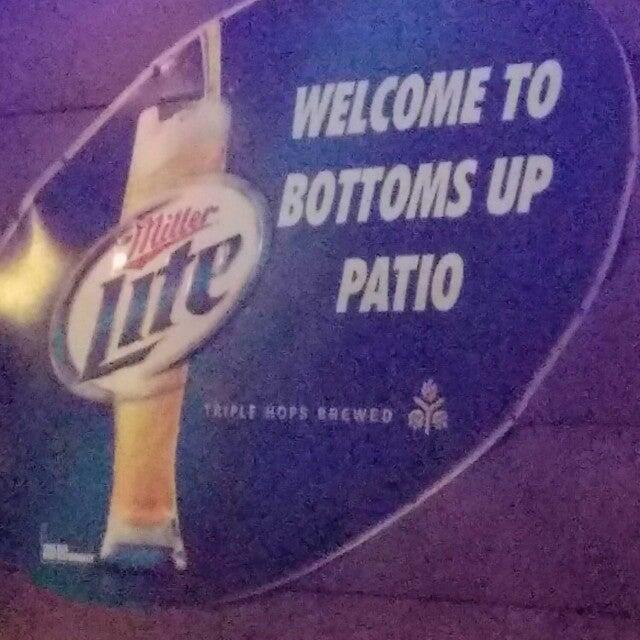 WELCOME TO
BOTTOMS UP
PATIO
Miller
Lite
TRIPLE HOPS BREWED